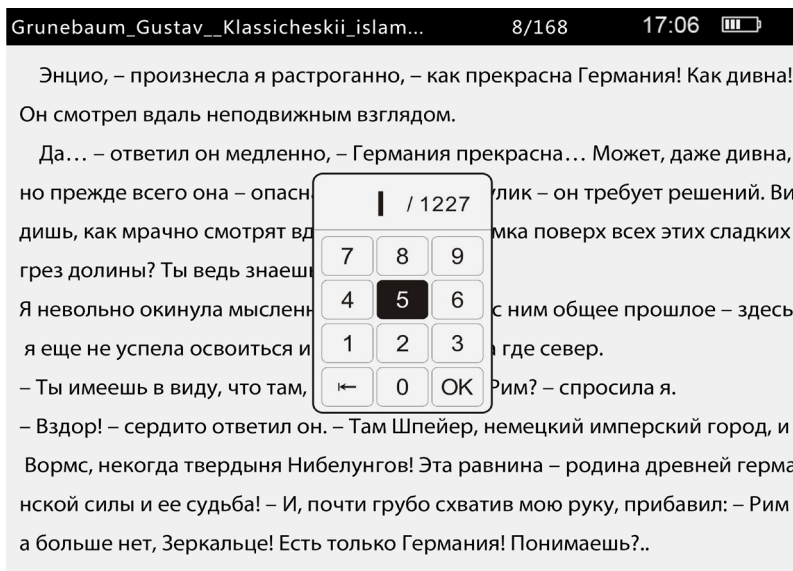 Grunebaum_Gustav__Klassicheskii_islam... 8/168 17:06
Энцио, – произнесла я растроганно, – как прекрасна Германия! Как дивна!
Он смотрел вдаль неподвижным взглядом.
Да... – ответил он медленно, – Германия прекрасна... Может, даже дивна,
но прежде всего она – опасн улик – он требует решений. Ви
дишь, как мрачно смотрят вд мка поверх всех этих сладких
грез долины? Ты ведь знаеш
Я невольно окинула мысленн с ним общее прошлое – здесь
я еще не успела освоиться и где север.
– Ты имеешь в виду, что там, Рим? – спросила я.
– Вздор! – сердито ответил он. – Там Шпейер, немецкий имперский город, и
Вормс, некогда твердыня Нибелунгов! Эта равнина – родина древней герма
нской силы и ее судьба! – И, почти грубо схватив мою руку, прибавил: – Рим
а больше нет, Зеркальце! Есть только Германия! Понимаешь?..
/ 1227
7 8 9
4 5 6
1 2 3
0 OK